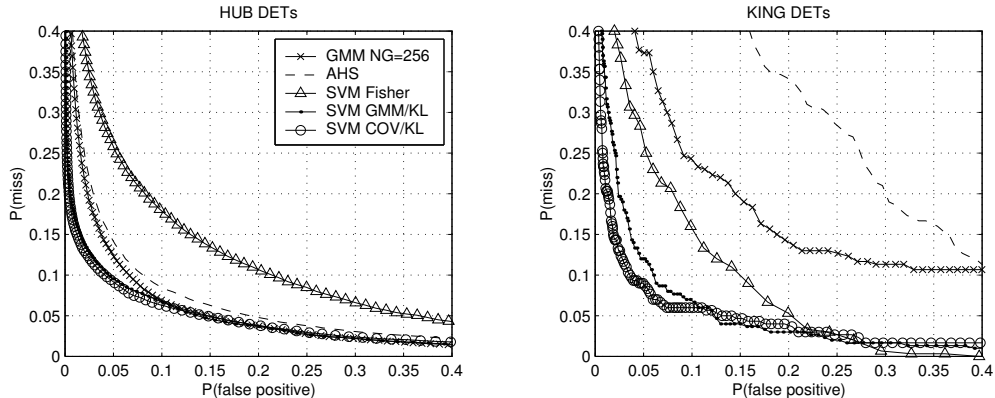 HUB DETs
0.4
0.35
0.3
0.25
0.2
0.15
0.1
0.05
0
P(miss)
GMM NG=256
AHS
SVM Fisher
SVM GMM/KL
SVM COV/KL
0 0.05 0.1 0.15 0.2 0.25 0.3 0.35 0.4
P(false positive)
KING DETs
0.4
0.35
0.3
0.25
0.2
0.15
0.1
0.05
0
P(miss)
0 0.05 0.1 0.15 0.2 0.25 0.3 0.35 0.4
P(false positive)